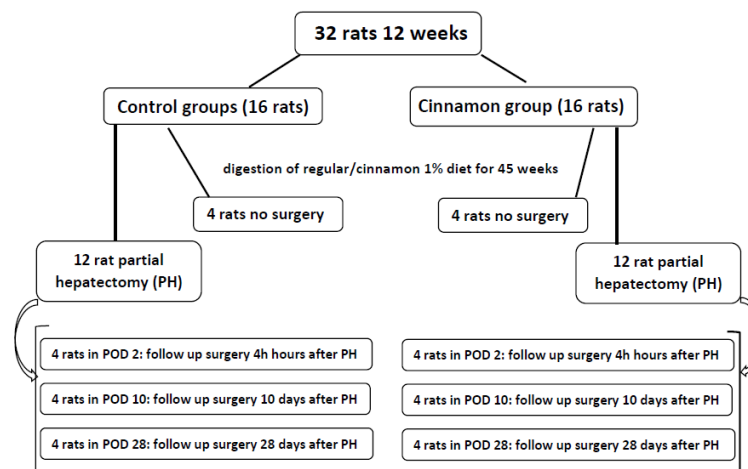 32 rats 12 weeks
Control groups (16 rats)
Cinnamon group (16 rats)
digestion of regular/cinnamon 1% diet for 45 weeks
4 rats no surgery
4 rats no surgery
12 rat partial
hepatectomy (PH)
12 rat partial
hepatectomy (PH)
4 rats in POD 2: follow up surgery 4h hours after PH
4 rats in POD 2: follow up surgery 4h hours after PH
4 rats in POD 10: follow up surgery 10 days after PH
4 rats in POD 10: follow up surgery 10 days after PH
4 rats in POD 28: follow up surgery 28 days after PH
4 rats in POD 28: follow up surgery 28 days after PH